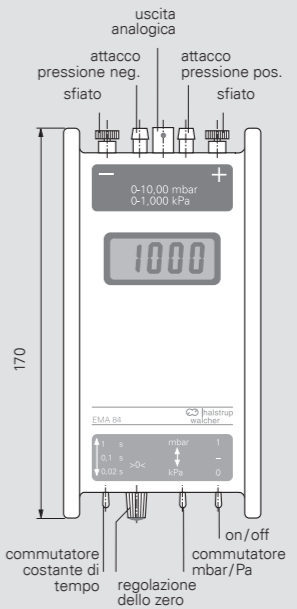 uscita
analogica
attacco
pressione neg.
attacco
pressione pos.
sfiato
sfiato
− +
0-10,00 mbar
0-1,000 kPa
1000
170
EMA 84
halstrup
walcher
1 s mbar 1
0,1 s >0< –
0,02 s kPa 0
on/off
commutatore
costante di
tempo
regolazione
dello zero
commutatore
mbar/Pa